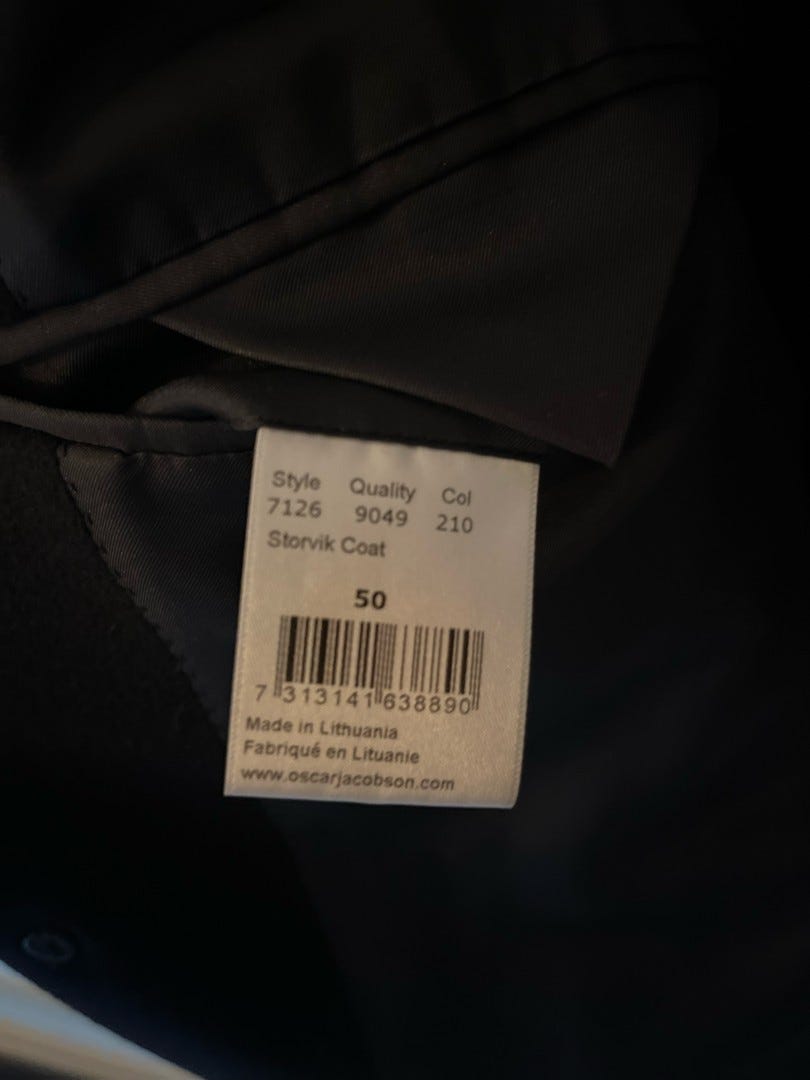 Style Quality Col
7126 9049 210
Storvik Coat
50
7 313141 638890
Made in Lithuania
Fabriqué en Lituanie
www.oscarjacobson.com